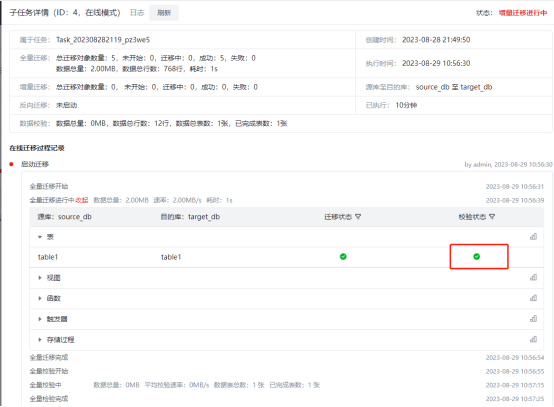 子任务详情（ID：4，在线模式） 日志 刷新 状态： 增量迁移进行中
属于任务： Task_202308282119_pz3we5 创建时间： 2023-08-28 21:49:50
全量迁移： 总迁移对象数量：5，未开始：0，迁移中：0，成功：5，失败：0
数据总量：2.00MB，数据总行数：768行，耗时：1s 执行时间： 2023-08-29 10:56:30
增量迁移： 总迁移对象数量：0， 未开始：0，迁移中：0，成功：0，失败：0 源库至目的库： source_db 至 target_db
反向迁移： 未启动 已执行： 10分钟
数据校验： 数据总量：0MB，数据总行数：12行，数据总表数：1张，已完成表数：1张
在线迁移过程记录
启动迁移 by admin, 2023-08-29 10:56:30
全量迁移开始 2023-08-29 10:56:31
全量迁移进行中 收起 数据总量：2.00MB 速率：2.00MB/s 耗时：1s 2023-08-29 10:56:39
源库：source_db 目的库：target_db 迁移状态 校验状态
表
table1 table1
视图
函数
触发器
存储过程
全量迁移完成 2023-08-29 10:56:54
全量校验开始 2023-08-29 10:56:55
全量校验中 数据总量：0MB 平均校验速率：0MB/s 数据表总数：1 张 已完成表数：1 张 2023-08-29 10:57:15
全量校验完成 2023-08-29 10:57:25